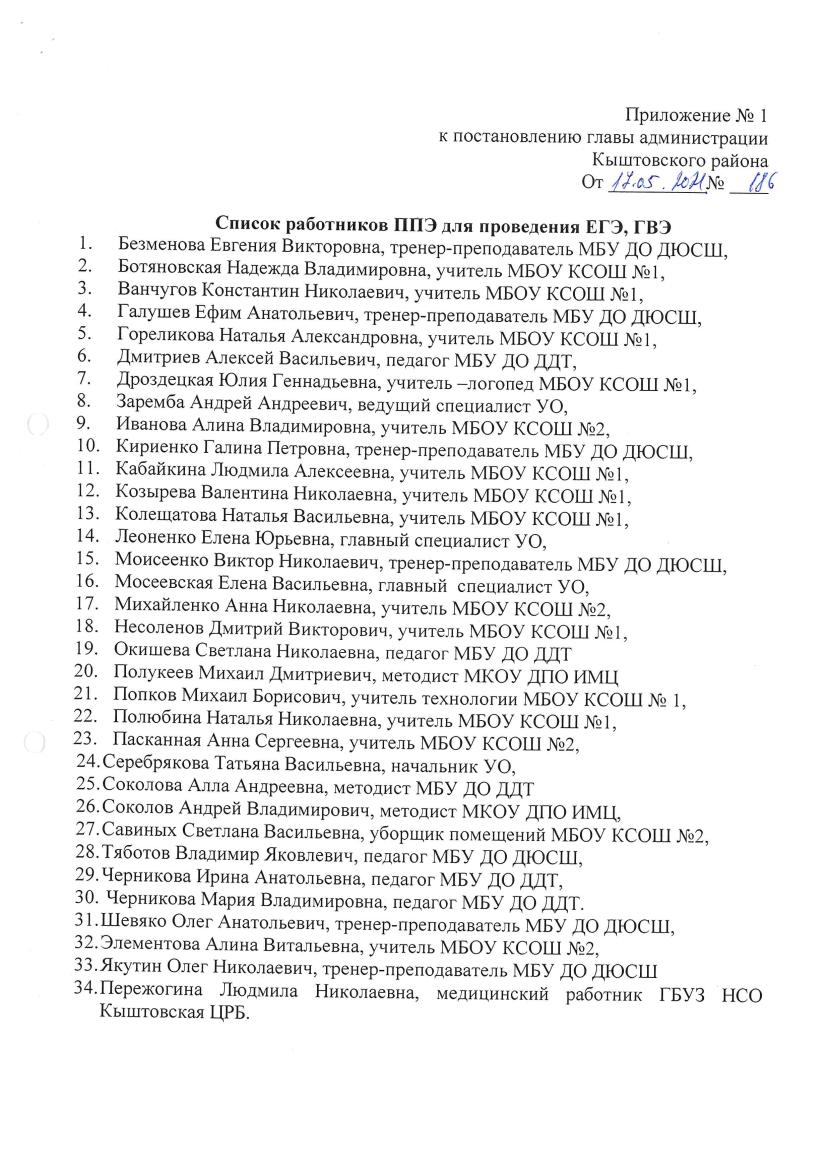 Приложение № 1
к постановлению главы администрации
Кыштовского района
От 17.05.2021 № 186
Список работников ППЭ для проведения ЕГЭ, ГВЭ
1. Безменова Евгения Викторовна, тренер-преподаватель МБУ ДО ДЮСШ,
2. Ботяновская Надежда Владимировна, учитель МБОУ КСОШ №1,
3. Ванчугов Константин Николаевич, учитель МБОУ КСОШ №1,
4. Галушев Ефим Анатольевич, тренер-преподаватель МБУ ДО ДЮСШ,
5. Гореликова Наталья Александровна, учитель МБОУ КСОШ №1,
6. Дмитриев Алексей Васильевич, педагог МБУ ДО ДДТ,
7. Дроздецкая Юлия Геннадьевна, учитель –логопед МБОУ КСОШ №1,
8. Заремба Андрей Андреевич, ведущий специалист УО,
9. Иванова Алина Владимировна, учитель МБОУ КСОШ №2,
10. Кириенко Галина Петровна, тренер-преподаватель МБУ ДО ДЮСШ,
11. Кабайкина Людмила Алексеевна, учитель МБОУ КСОШ №1,
12. Козырева Валентина Николаевна, учитель МБОУ КСОШ №1,
13. Колещатова Наталья Васильевна, учитель МБОУ КСОШ №1,
14. Леоненко Елена Юрьевна, главный специалист УО,
15. Моисеенко Виктор Николаевич, тренер-преподаватель МБУ ДО ДЮСШ,
16. Мосеевская Елена Васильевна, главный специалист УО,
17. Михайленко Анна Николаевна, учитель МБОУ КСОШ №2,
18. Несоленов Дмитрий Викторович, учитель МБОУ КСОШ №1,
19. Окишева Светлана Николаевна, педагог МБУ ДО ДДТ
20. Полукеев Михаил Дмитриевич, методист МКОУ ДПО ИМЦ
21. Попков Михаил Борисович, учитель технологии МБОУ КСОШ № 1,
22. Полюбина Наталья Николаевна, учитель МБОУ КСОШ №1,
23. Пасканная Анна Сергеевна, учитель МБОУ КСОШ №2,
24. Серебрякова Татьяна Васильевна, начальник УО,
25. Соколова Алла Андреевна, методист МБУ ДО ДДТ
26. Соколов Андрей Владимирович, методист МКОУ ДПО ИМЦ,
27. Савиных Светлана Васильевна, уборщик помещений МБОУ КСОШ №2,
28. Тяботов Владимир Яковлевич, педагог МБУ ДО ДЮСШ,
29. Черникова Ирина Анатольевна, педагог МБУ ДО ДДТ,
30. Черникова Мария Владимировна, педагог МБУ ДО ДДТ.
31. Шевяко Олег Анатольевич, тренер-преподаватель МБУ ДО ДЮСШ,
32. Элементова Алина Витальевна, учитель МБОУ КСОШ №2,
33. Якутин Олег Николаевич, тренер-преподаватель МБУ ДО ДЮСШ
34. Пережогина Людмила Николаевна, медицинский работник ГБУЗ НСО
Кыштовская ЦРБ.